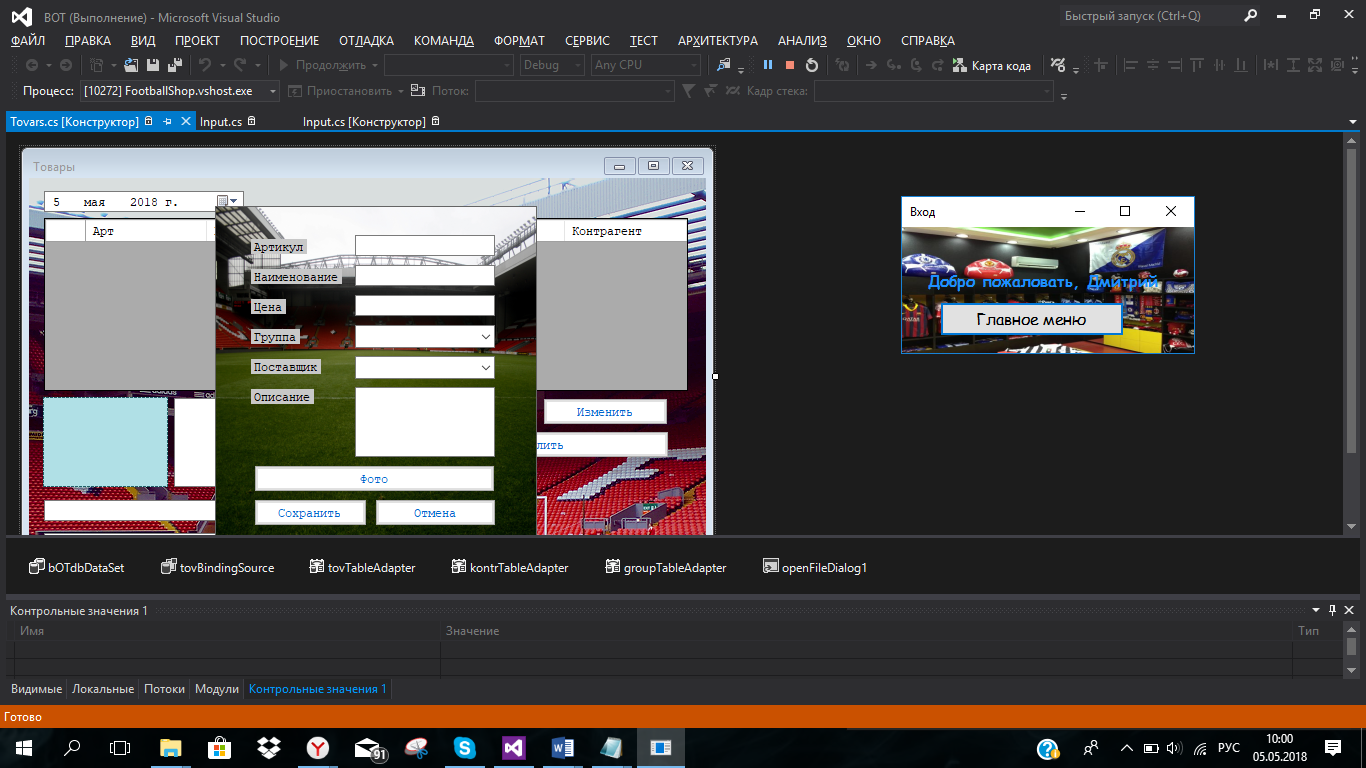 BOT (Выполнение) - Microsoft Visual Studio
Быстрый запуск (Ctrl+Q)
ФАЙЛ ПРАВКА ВИД ПРОЕКТ ПОСТРОЕНИЕ ОТЛАДКА КОМАНДА ФОРМАТ СЕРВИС ТЕСТ АРХИТЕКТУРА АНАЛИЗ ОКНО СПРАВКА
Продолжить Debug Any CPU Карта кода
Процесс: [10272] FootballShop.vshost.exe Приостановить Поток: Кадр стека:
Tovars.cs [Конструктор] Input.cs Input.cs [Конструктор]
Товары
5 мая 2018 г.
Арт Контрагент
Артикул
Наименование
Цена
Группа
Поставщик
Описание
Изменить
лить
Фото
Сохранить Отмена
Вход
Добро пожаловать, Дмитрий
Главное меню
bOTdbDataSet tovBindingSource tovTableAdapter kontrTableAdapter groupTableAdapter openFileDialog1
Контрольные значения 1
Имя Значение Тип
Видимые Локальные Потоки Модули Контрольные значения 1
Готово
91
РУС
10:00
05.05.2018